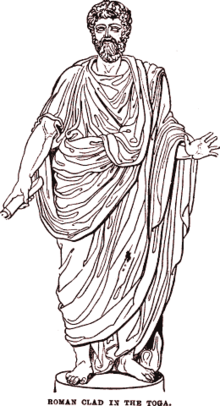 ROMAN CLAD IN THE TOGA.